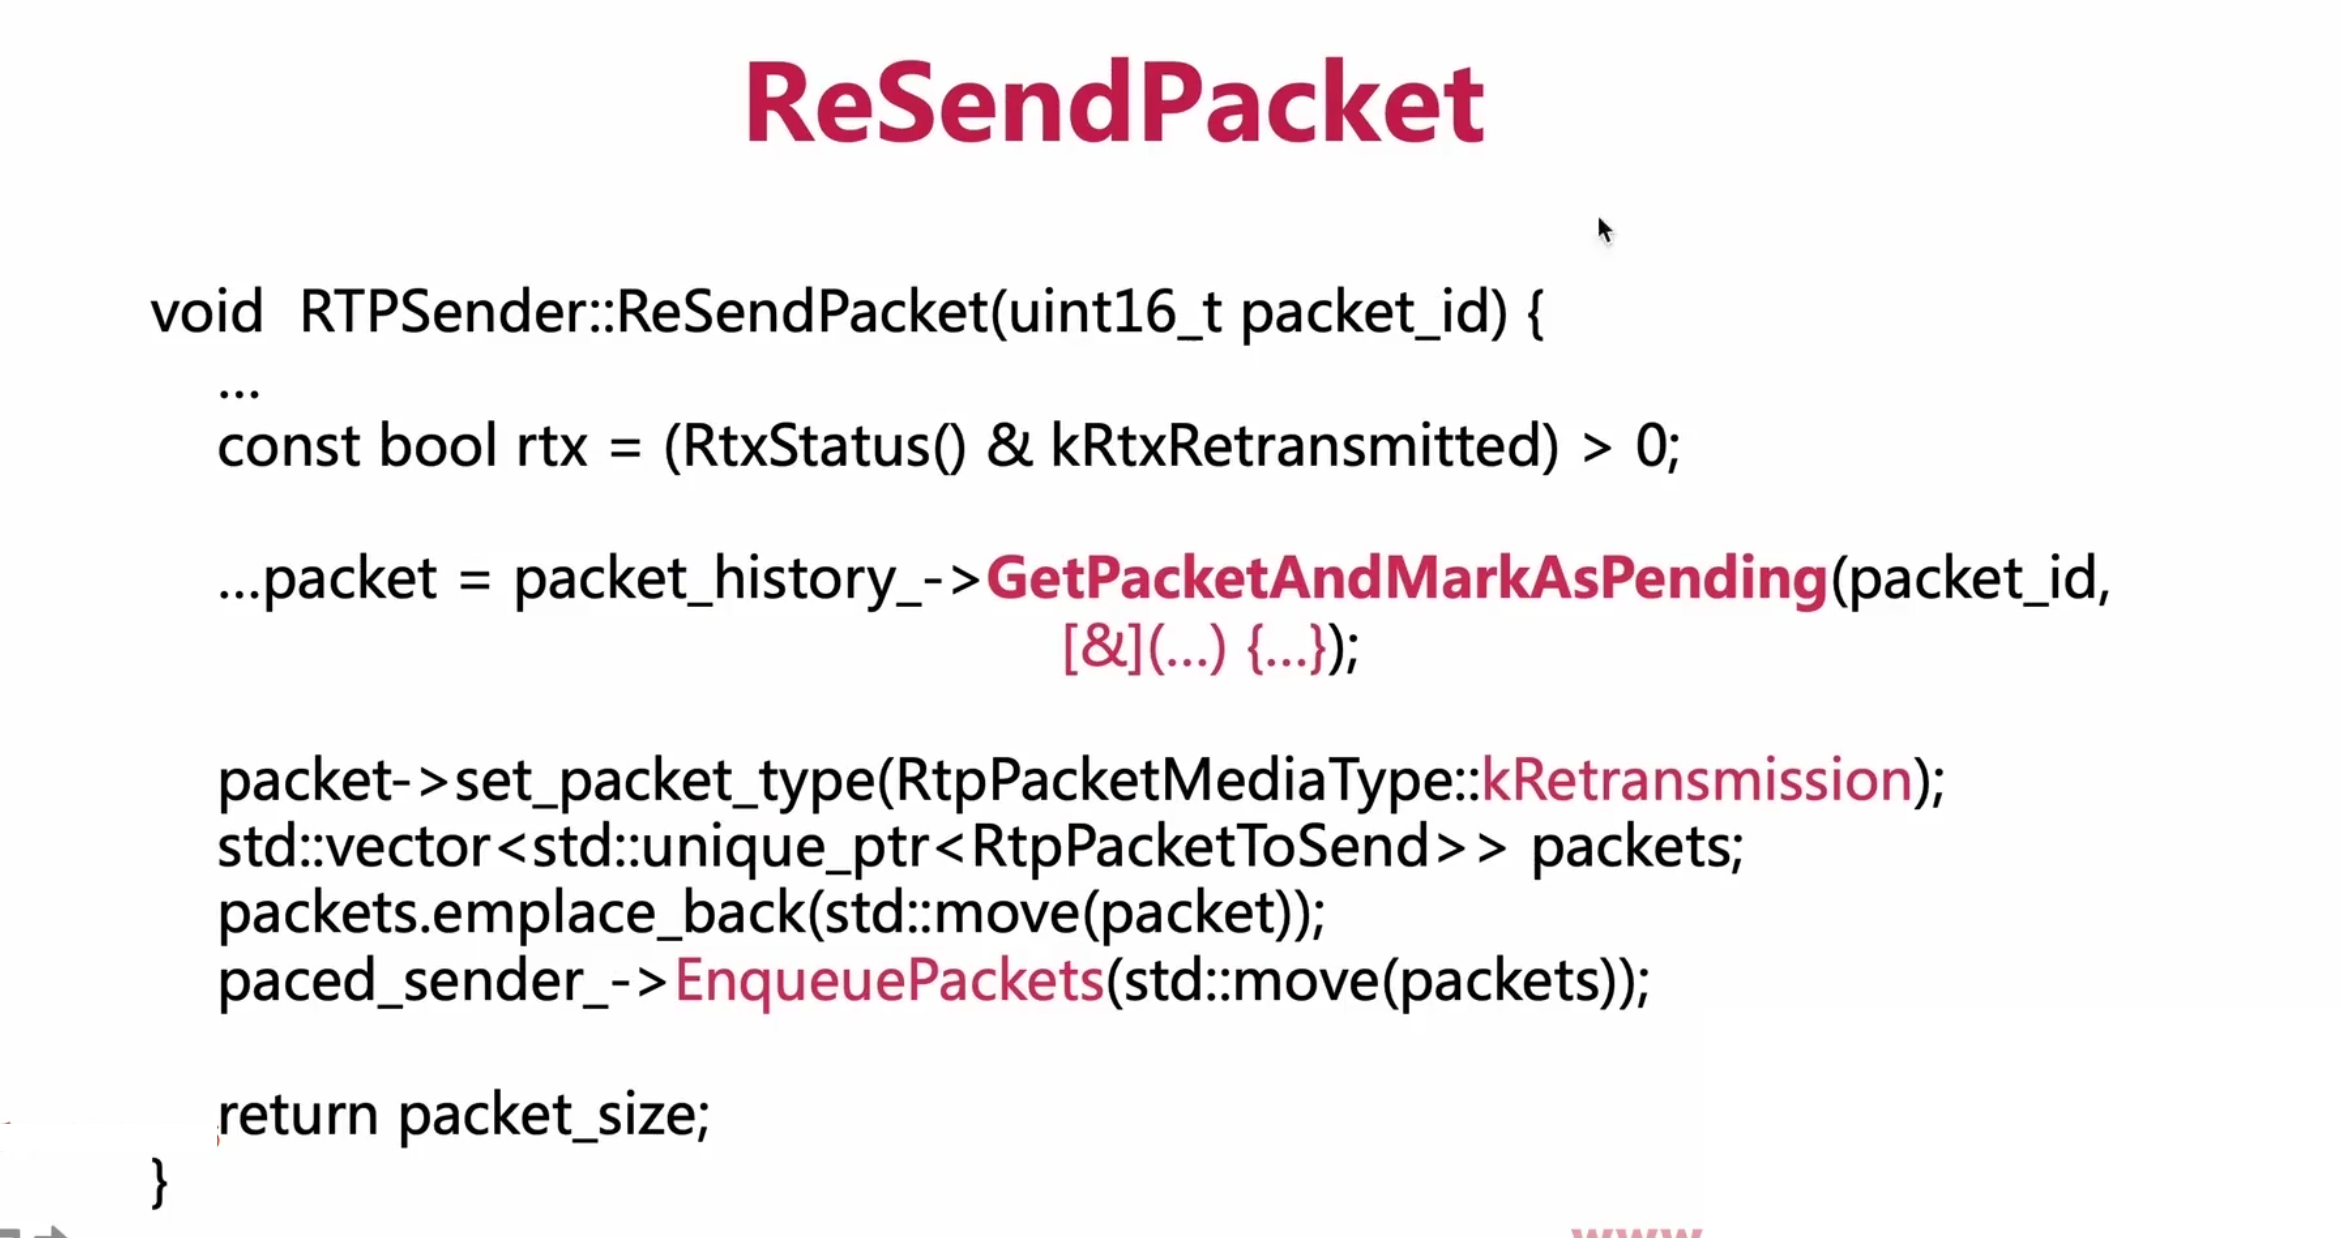 ReSendPacket
void  RTPSender::ReSendPacket(uint16_t packet_id) {
...
const bool rtx = (RtxStatus() & kRtxRetransmitted) > 0;
...packet = packet_history_->GetPacketAndMarkAsPending(packet_id,
[&](...) {...});
packet->set_packet_type(RtpPacketMediaType::kRetransmission);
std::vector<std::unique_ptr<RtpPacketToSend>> packets;
packets.emplace_back(std::move(packet));
paced_sender_->EnqueuePackets(std::move(packets));
return packet_size;
}